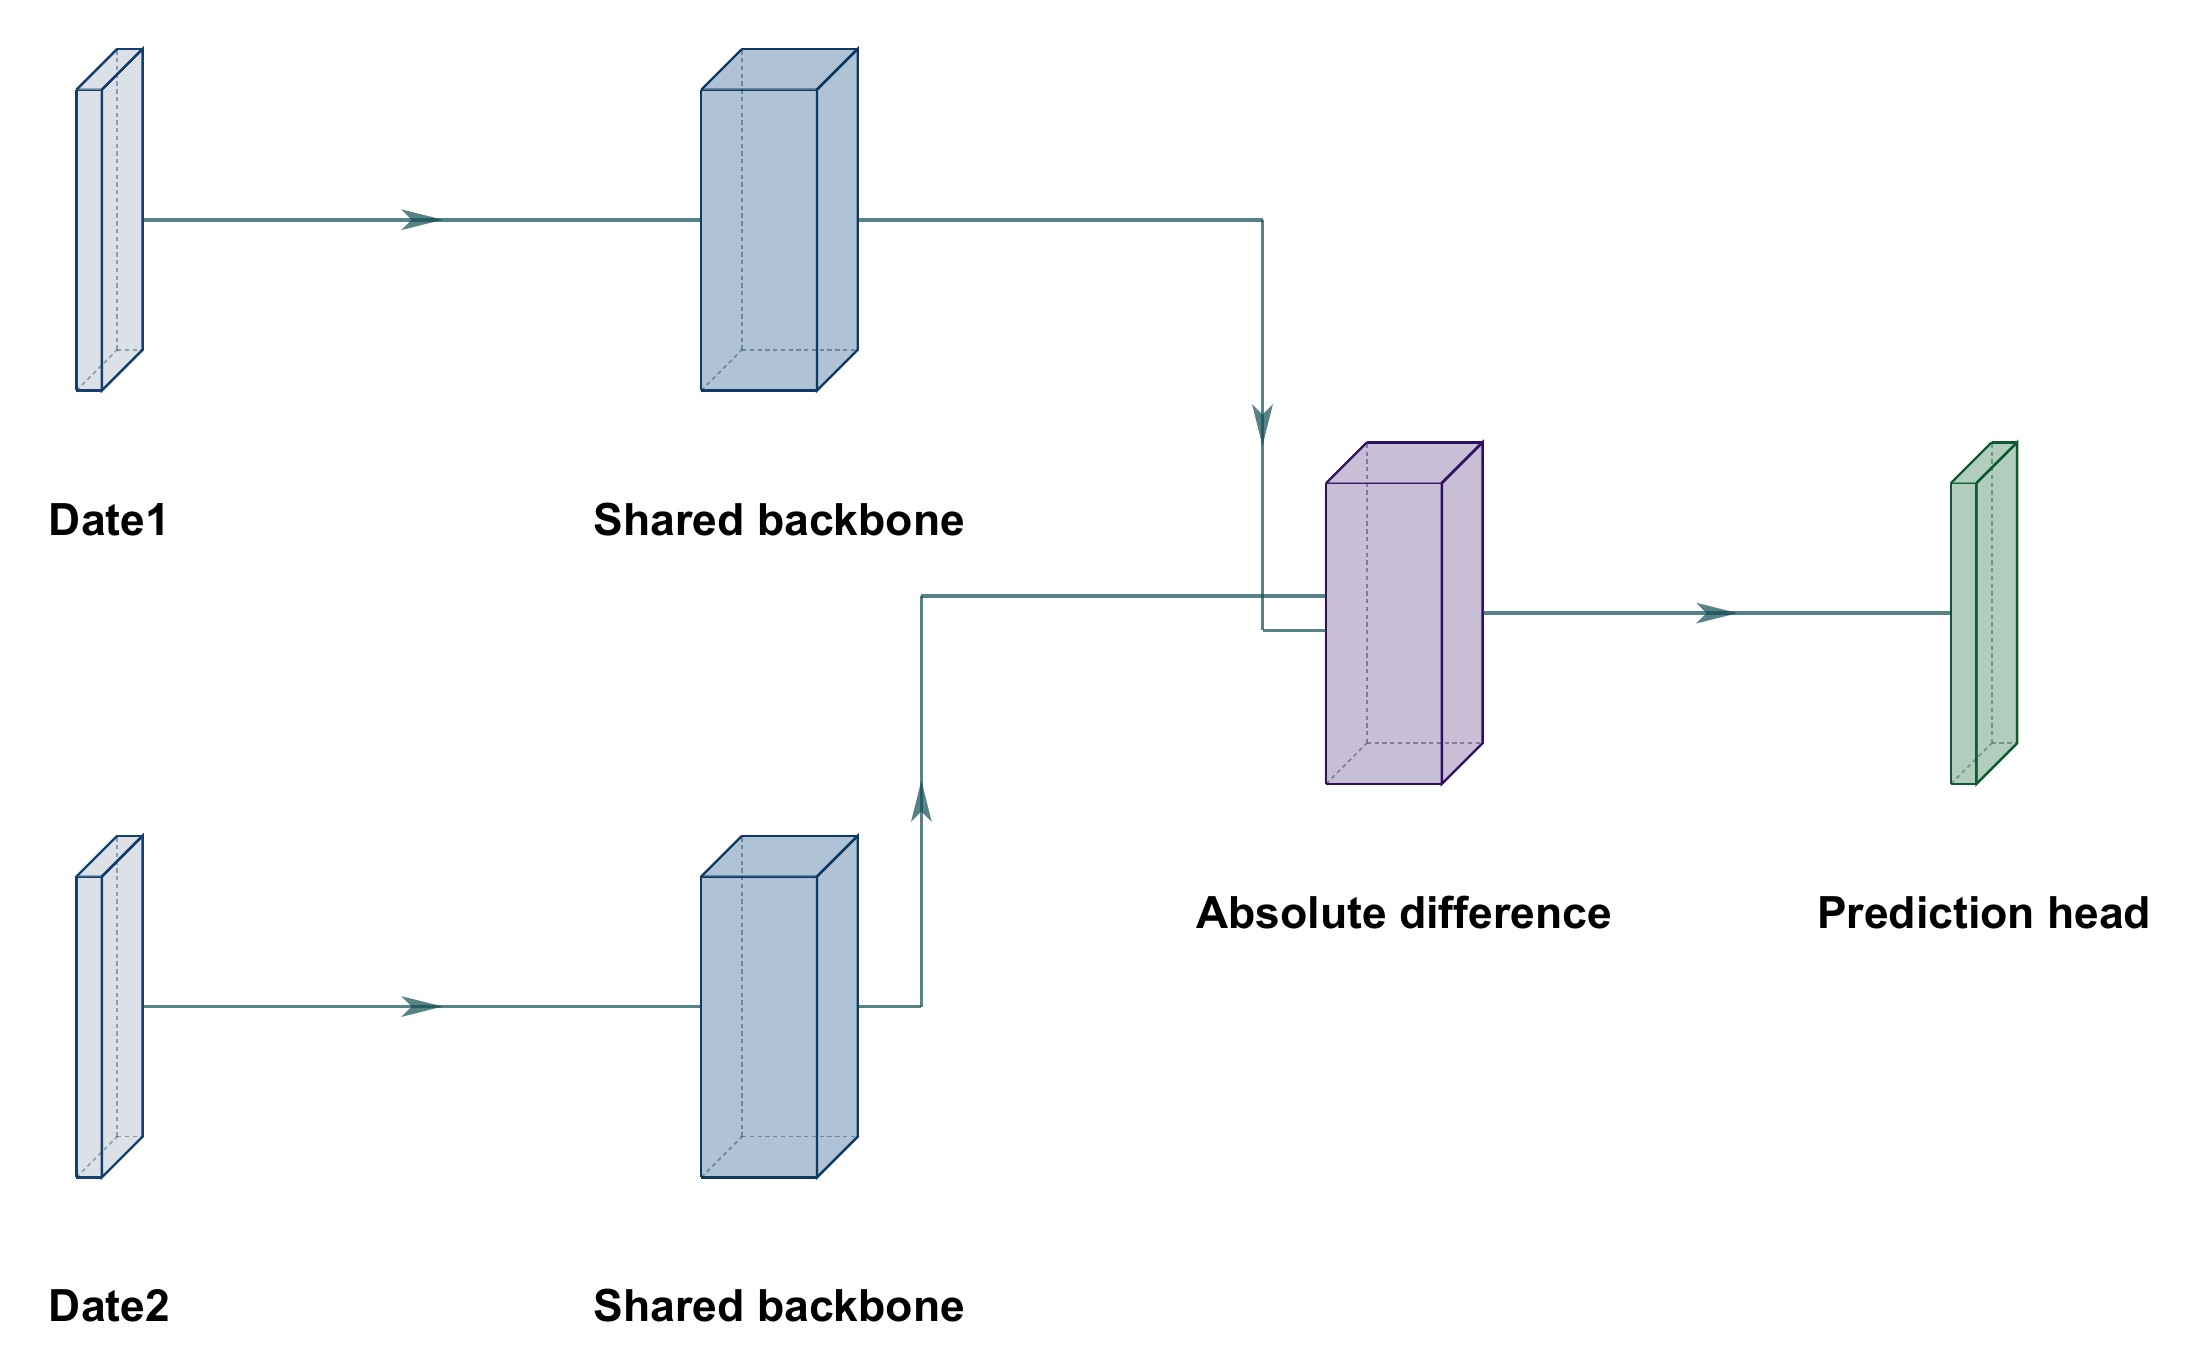 Date1
Shared backbone
Absolute difference
Prediction head
Date2
Shared backbone